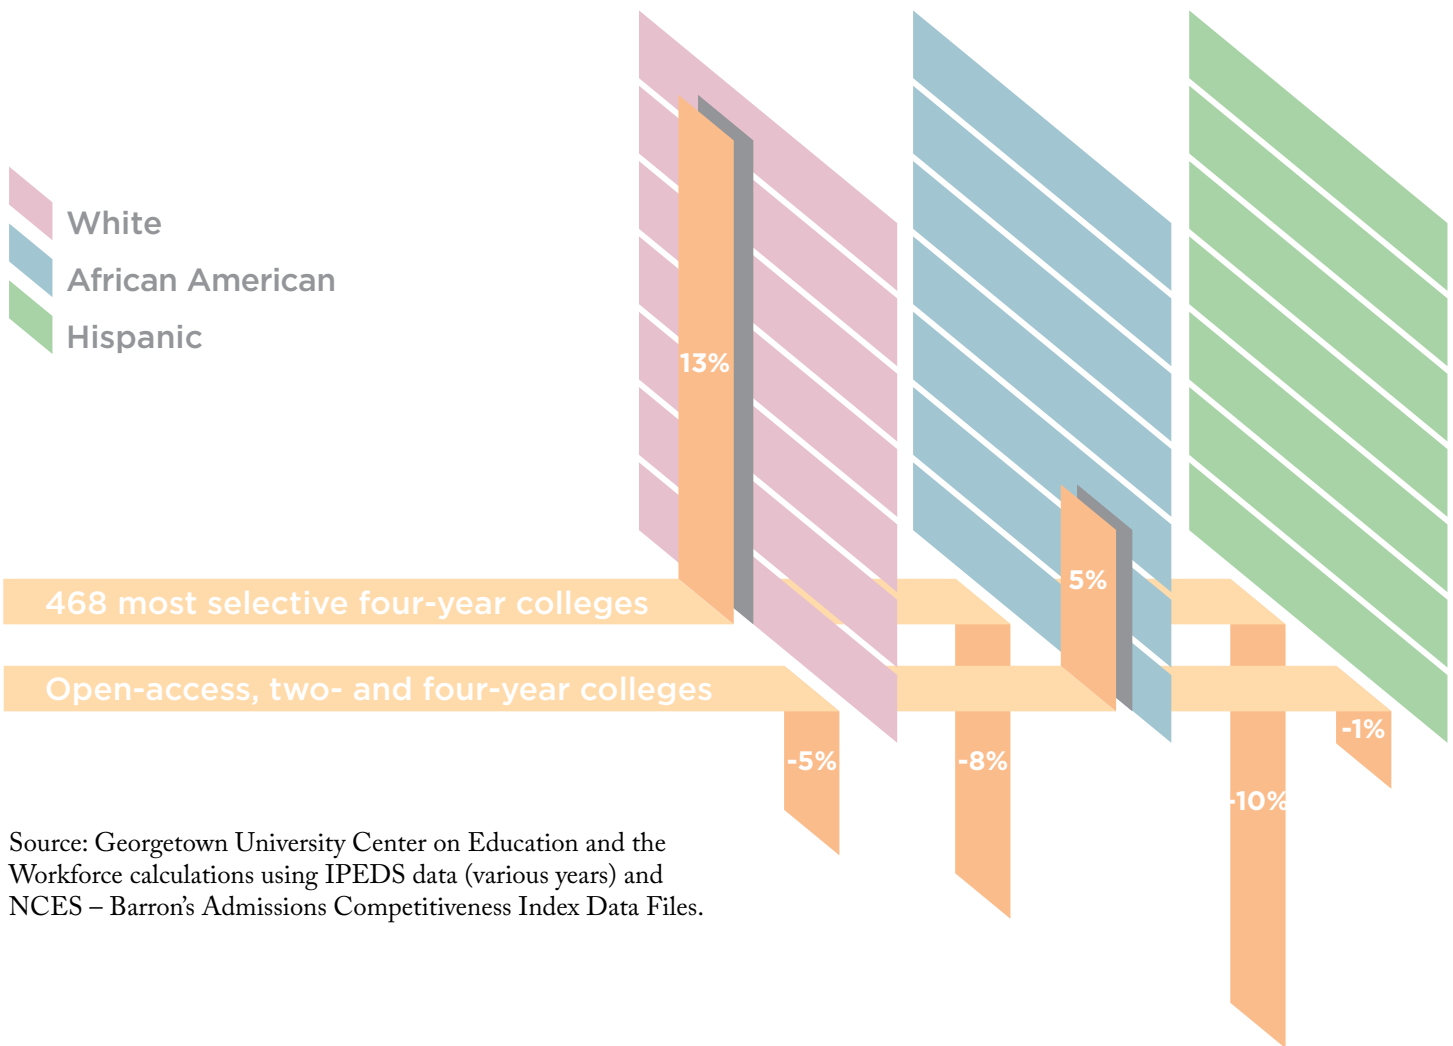 White
African American
Hispanic
13%
5%
468 most selective four-year colleges
Open-access, two- and four-year colleges
-5%
-8%
-10%
-1%
Source: Georgetown University Center on Education and the
Workforce calculations using IPEDS data (various years) and
NCES – Barron’s Admissions Competitiveness Index Data Files.